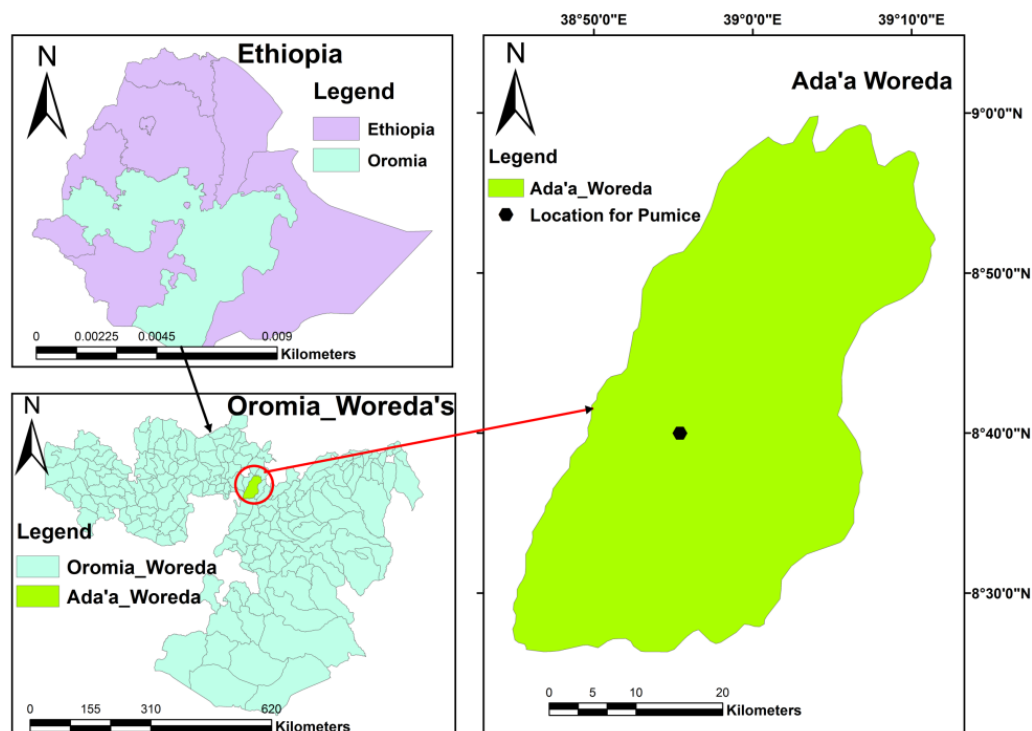 Ethiopia
N
Legend
Ethiopia
Oromia
0 0.00225 0.0045 0.009
Kilometers
Oromia_Woreda's
N
Legend
Oromia_Woreda
Ada'a_Woreda
0 155 310 620
Kilometers
38°50'0"E 39°0'0"E 39°10'0"E
N
Ada'a Woreda
Legend
Ada'a_Woreda
Location for Pumice
9°0'0"N
8°50'0"N
8°40'0"N
8°30'0"N
0 5 10 20
Kilometers